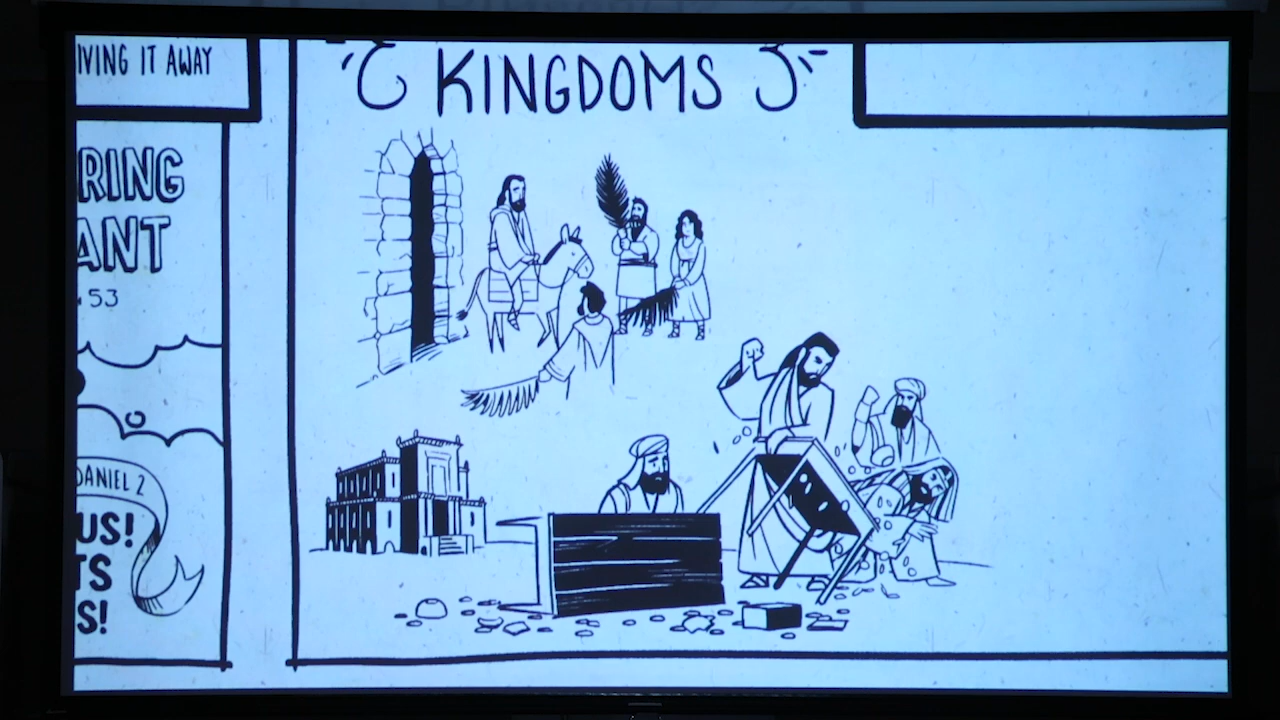 IVING IT AWAY
KINGDOMS
RING
ANT
53
DANIEL 2
US!
TS
S!